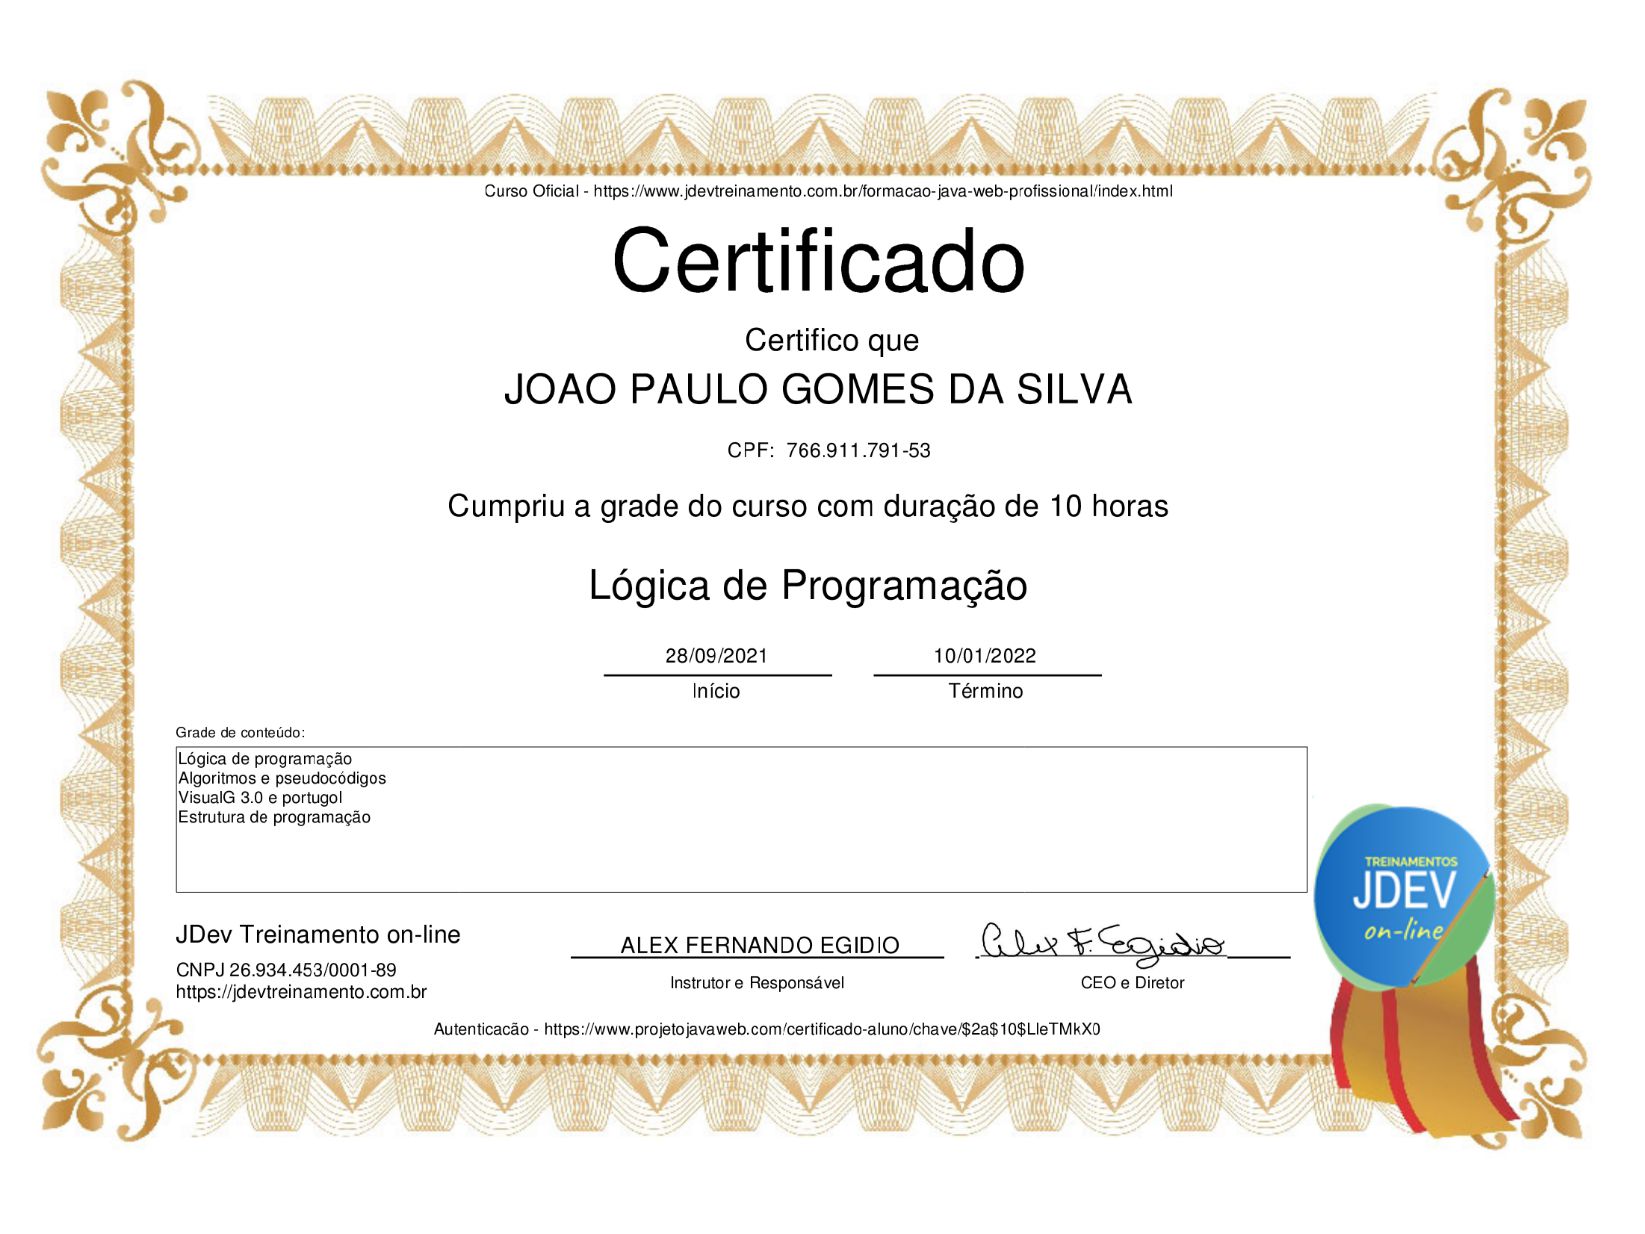 Curso Oficial - https://www.jdevtreinamento.com.br/formacao-java-web-profissional/index.html
Certificado
Certifico que
JOAO PAULO GOMES DA SILVA
CPF: 766.911.791-53
Cumpriu a grade do curso com duração de 10 horas
Lógica de Programação
28/09/2021 10/01/2022
Início Término
Grade de conteúdo:
Lógica de programação
Algoritmos e pseudocódigos
VisualG 3.0 e portugol
Estrutura de programação
TREINAMENTOS
JDEV
on-line
JDev Treinamento on-line
ALEX FERNANDO EGIDIO Alex F. Egidio
CNPJ 26.934.453/0001-89
Instrutor e Responsável CEO e Diretor
https://jdevtreinamento.com.br
Autenticacão - https://www.projetojavaweb.com/certificado-aluno/chave/$2a$10$LleTMkX0